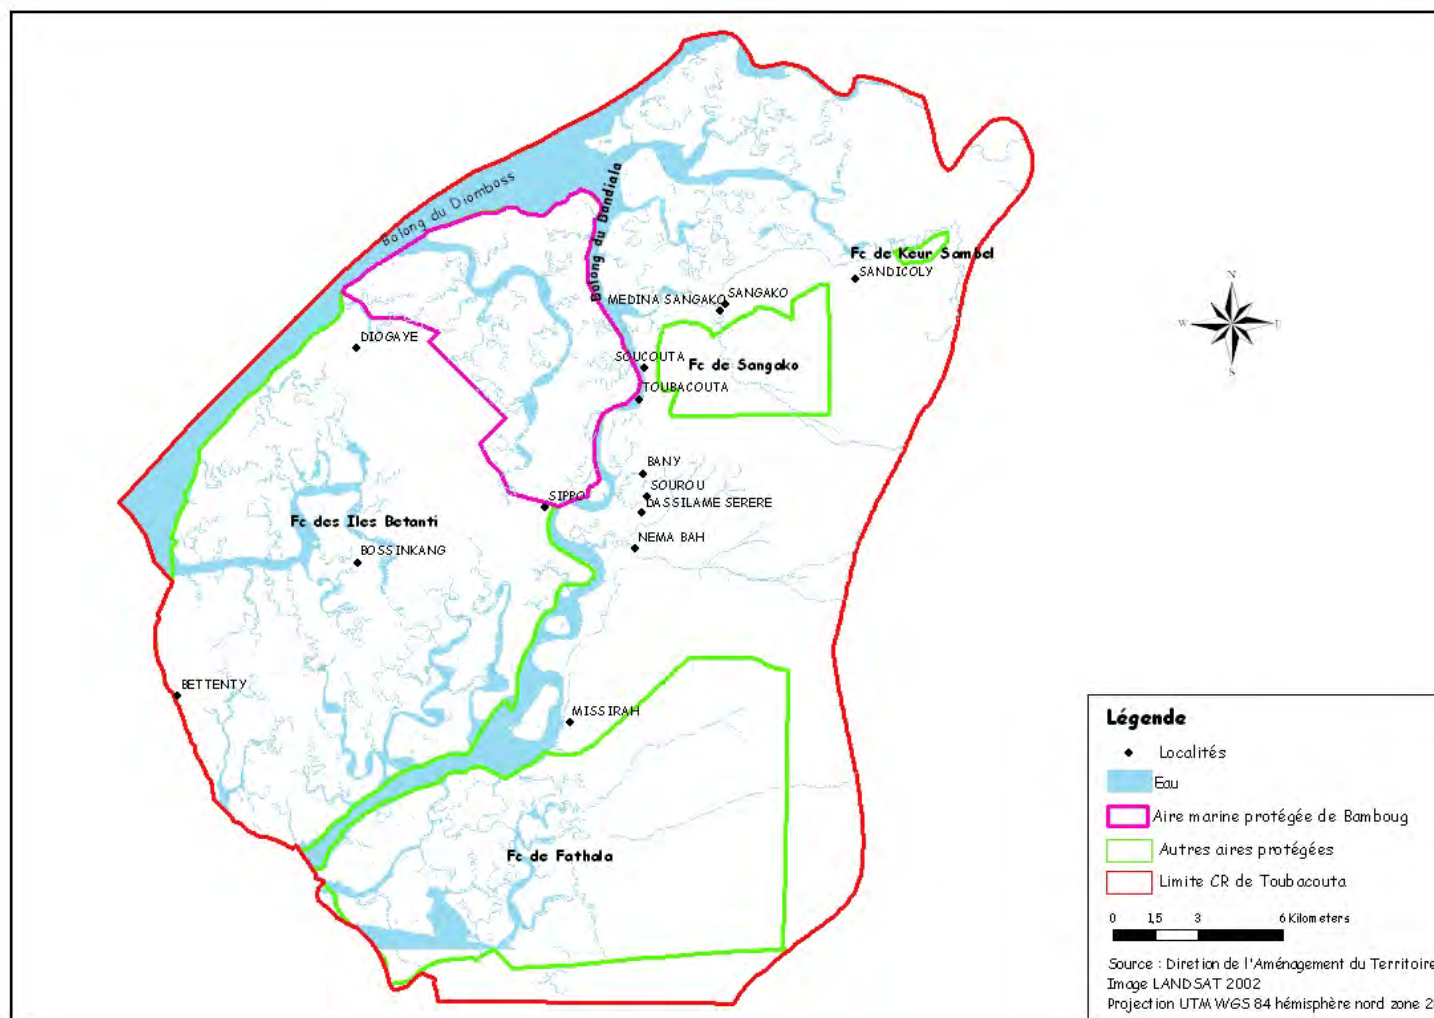 Bolong du Diomboss
Bolong du Bandiala
Fc de Keur Sambel
SANDICOLY
SANGAKO
MEDINA SANGAKO
DIOGAYE
SOUCOUTA
Fc de Sangako
TOUBACOUTA
BANY
SOUROU
SIPPO
DASSILAME SERERE
Fc des Iles Betanti
NEMA BAH
BOSSINKANG
BETTENTY
MISSIRAH
Fc de Fathala
N
W
S
Légende
Localités
Eau
Aire marine protégée de Bamboug
Autres aires protégées
Limite CR de Toubacouta
0 1,5 3 6 Kilometers
Source : Diretion de l'Aménagement du Territoire
Image LANDSAT 2002
Projection UTM WGS 84 hémisphère nord zone 2